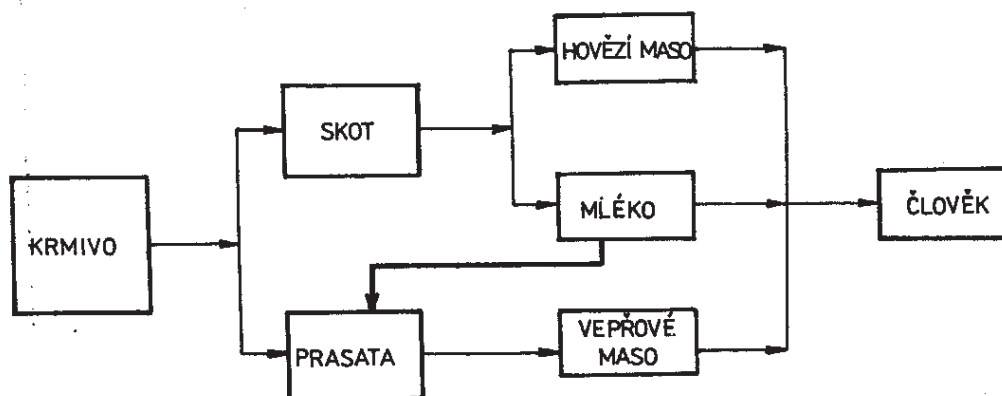 KRMIVO
SKOT
PRASATA
HOVĚZÍ MASO
MLÉKO
VEPŘOVÉ
MASO
ČLOVĚK